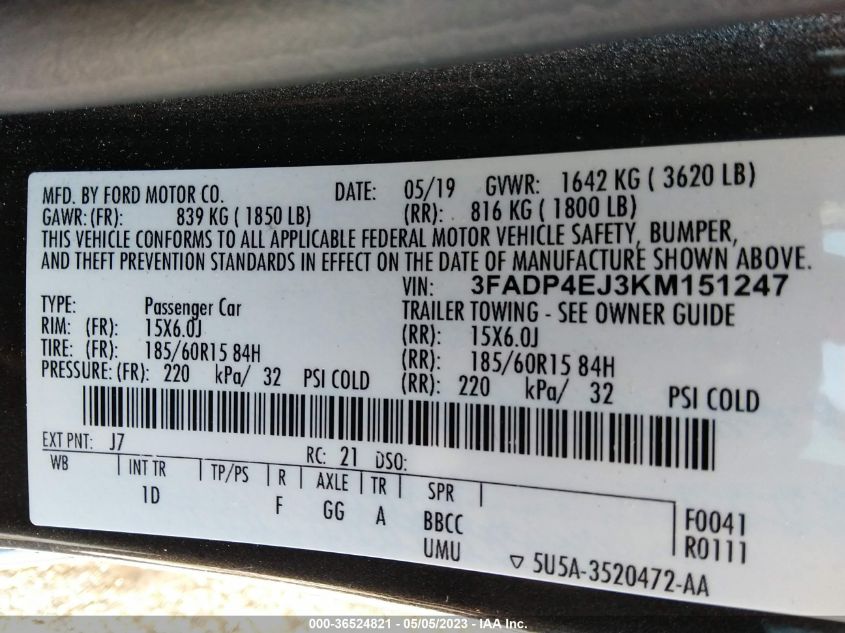 MFD. BY FORD MOTOR CO. DATE: 05/19 GVWR: 1642 KG ( 3620 LB)
GAWR: (FR): 839 KG ( 1850 LB) (RR): 816 KG ( 1800 LB)
THIS VEHICLE CONFORMS TO ALL APPLICABLE FEDERAL MOTOR VEHICLE SAFETY, BUMPER,
AND THEFT PREVENTION STANDARDS IN EFFECT ON THE DATE OF MANUFACTURE SHOWN ABOVE.
VIN: 3FADP4EJ3KM151247
TYPE: Passenger Car TRAILER TOWING - SEE OWNER GUIDE
RIM: (FR): 15X6.0J (RR): 15X6.0J
TIRE: (FR): 185/60R15 84H (RR): 185/60R15 84H
PRESSURE: (FR): 220 kPa/ 32 PSI COLD (RR): 220 kPa/ 32 PSI COLD
EXT PNT: J7 RC: 21 DSO:
WB INT TR TP/PS R AXLE TR SPR
1D F GG A BBCC F0041
UMU R0111
▽ 5U5A-3520472-AA
000-36524821 - 05/05/2023 - IAA Inc.